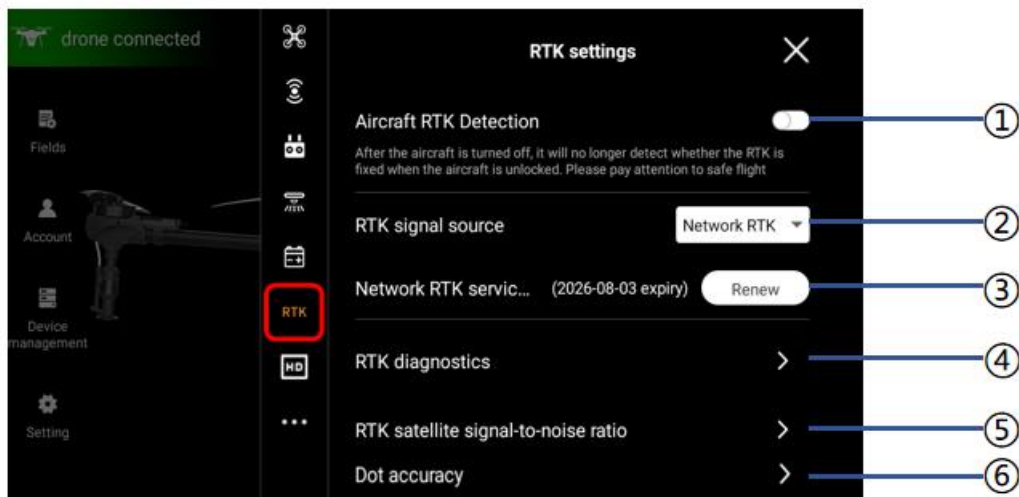 drone connected
Fields
Account
Device
management
Setting
RTK
HD
RTK settings
Aircraft RTK Detection
After the aircraft is turned off, it will no longer detect whether the RTK is
fixed when the aircraft is unlocked. Please pay attention to safe flight
RTK signal source
Network RTK
Network RTK servic... (2026-08-03 expiry) Renew
RTK diagnostics
RTK satellite signal-to-noise ratio
Dot accuracy
①
②
③
④
⑤
⑥